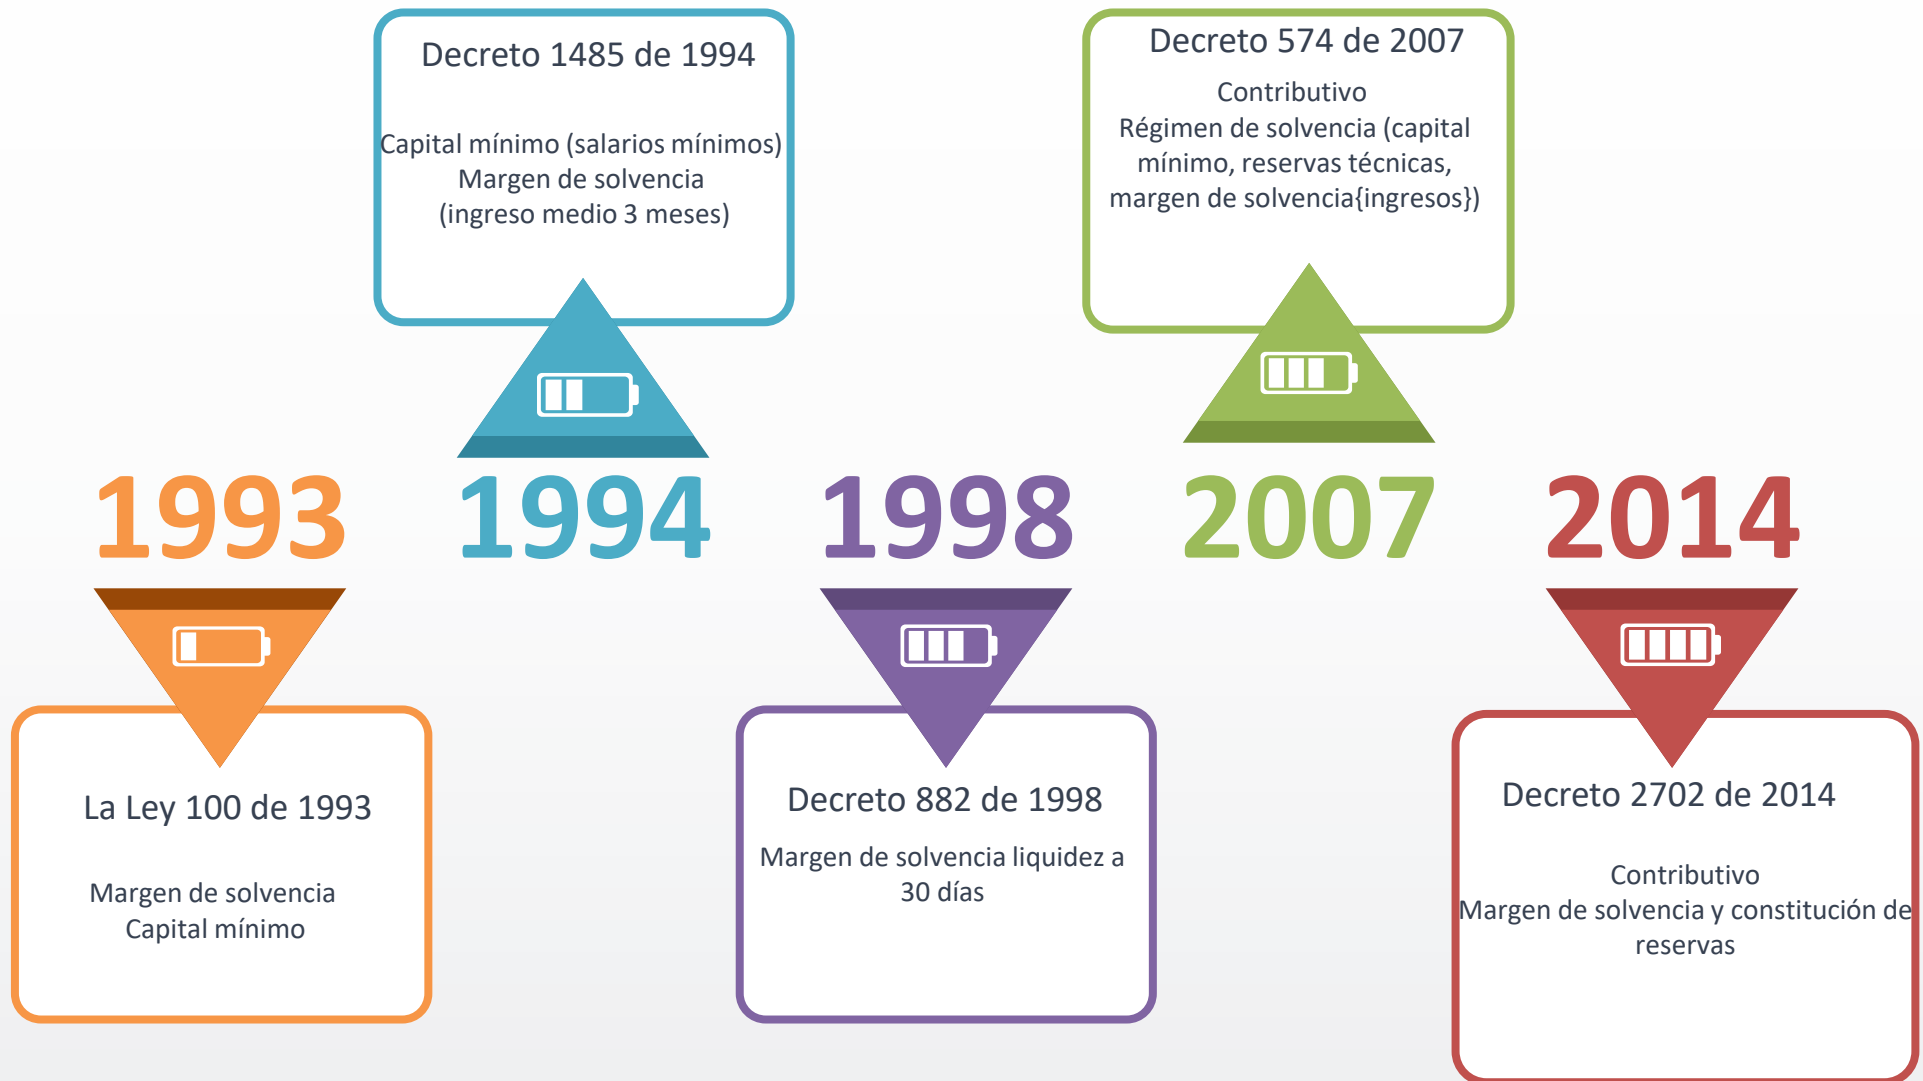 Decreto 1485 de 1994
Capital mínimo (salarios mínimos)
Margen de solvencia
(ingreso medio 3 meses)
Decreto 574 de 2007
Contributivo
Régimen de solvencia (capital
mínimo, reservas técnicas,
margen de solvencia{ingresos})
1993
1994
1998
2007
2014
La Ley 100 de 1993
Margen de solvencia
Capital mínimo
Decreto 882 de 1998
Margen de solvencia liquidez a
30 días
Decreto 2702 de 2014
Contributivo
Margen de solvencia y constitución de
reservas